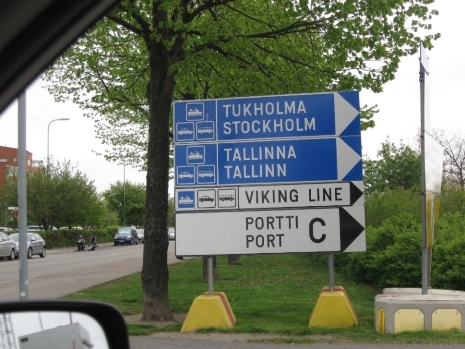 TUKHOLMA
STOCKHOLM
TALLINNA
TALLINN
VIKING LINE
PORTTI
PORT C